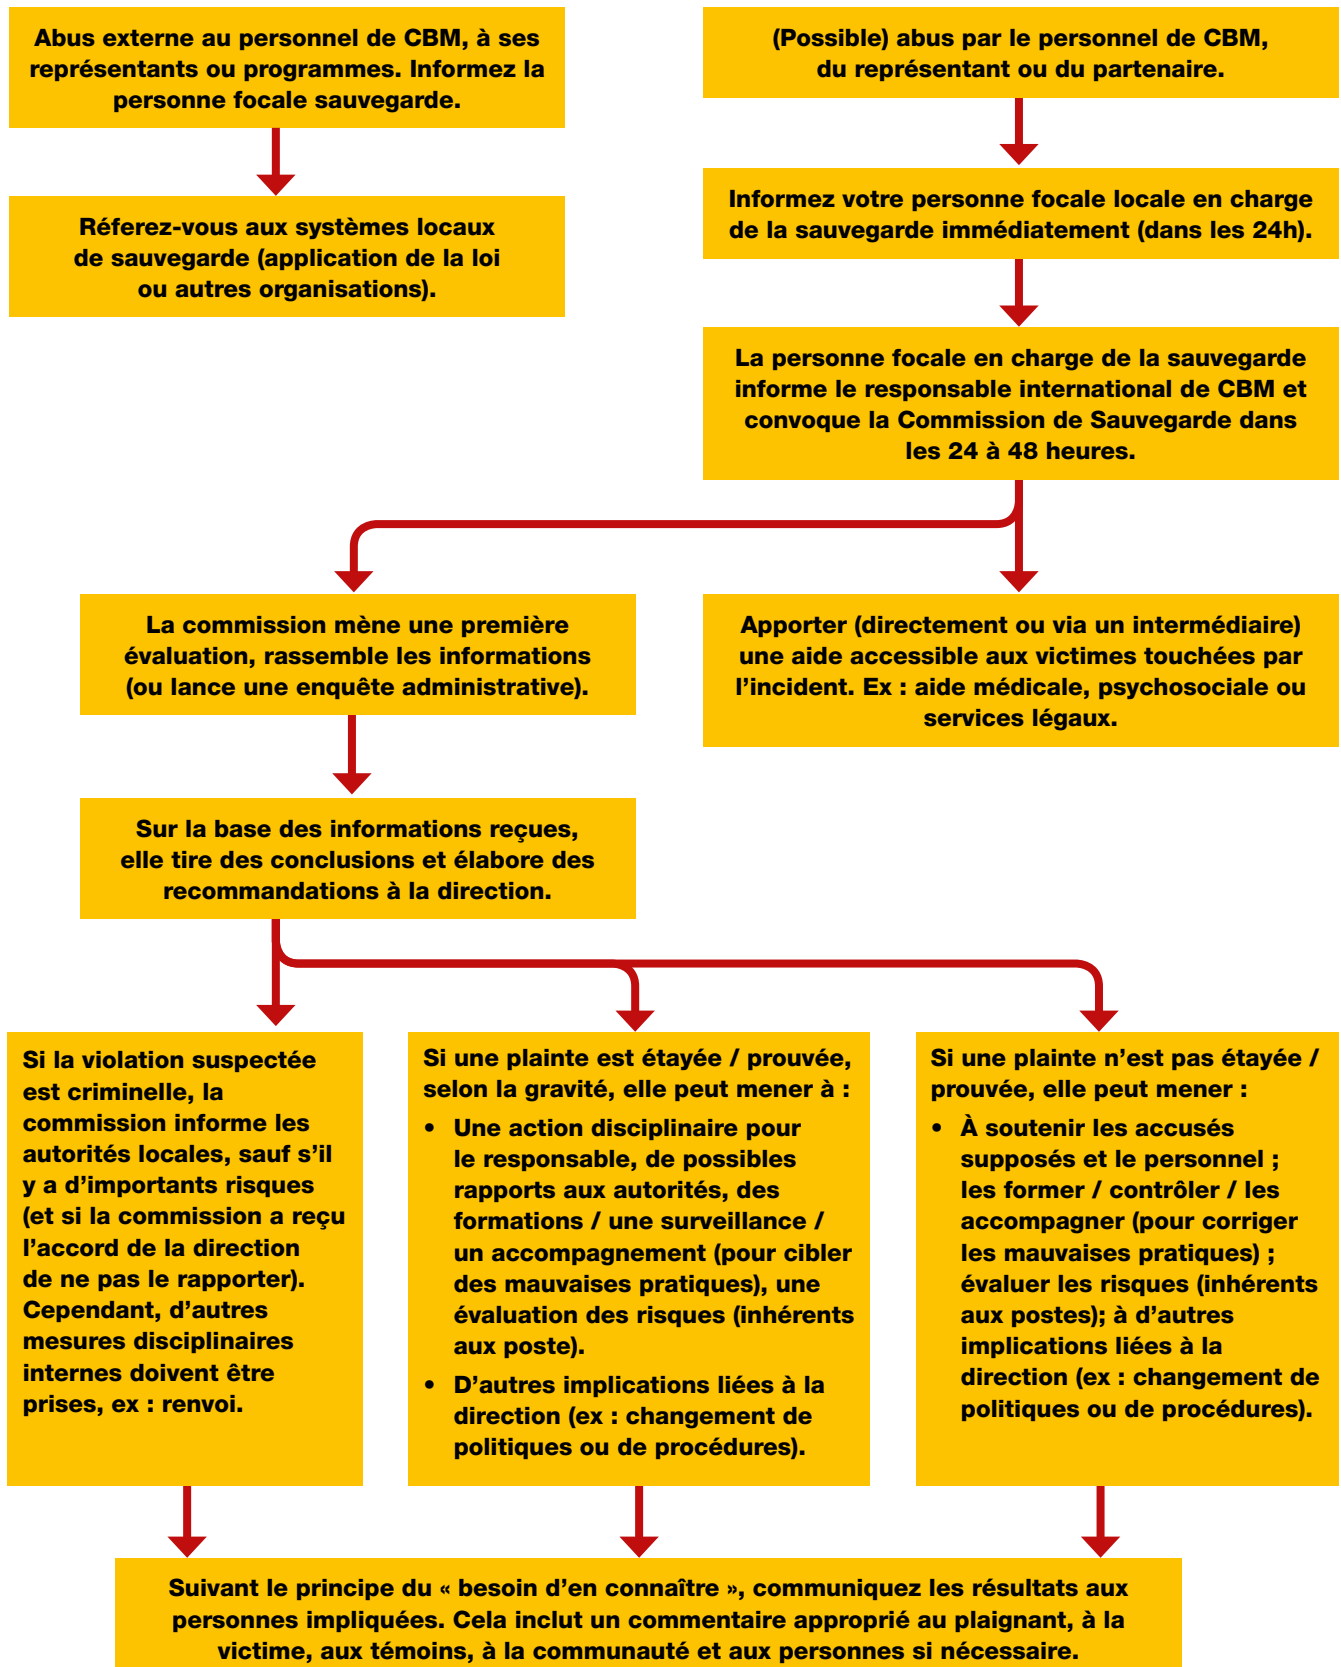 Abus externe au personnel de CBM, à ses
représentants ou programmes. Informez la
personne focale sauvegarde.
Réferez-vous aux systèmes locaux
de sauvegarde (application de la loi
ou autres organisations).
(Possible) abus par le personnel de CBM,
du représentant ou du partenaire.
Informez votre personne focale locale en charge
de la sauvegarde immédiatement (dans les 24h).
La personne focale en charge de la sauvegarde
informe le responsable international de CBM et
convoque la Commission de Sauvegarde dans
les 24 à 48 heures.
La commission mène une première
évaluation, rassemble les informations
(ou lance une enquête administrative).
Apporter (directement ou via un intermédiaire)
une aide accessible aux victimes touchées par
l’incident. Ex : aide médicale, psychosociale ou
services légaux.
Sur la base des informations reçues,
elle tire des conclusions et élabore des
recommandations à la direction.
Si la violation suspectée
est criminelle, la
commission informe les
autorités locales, sauf s’il
y a d’importants risques
(et si la commission a reçu
l’accord de la direction
de ne pas le rapporter).
Cependant, d’autres
mesures disciplinaires
internes doivent être
prises, ex : renvoi.
Si une plainte est étayée / prouvée,
selon la gravité, elle peut mener à :
• Une action disciplinaire pour
le responsable, de possibles
rapports aux autorités, des
formations / une surveillance /
un accompagnement (pour cibler
des mauvaises pratiques), une
évaluation des risques (inhérents
aux poste).
• D’autres implications liées à la
direction (ex : changement de
politiques ou de procédures).
Si une plainte n’est pas étayée /
prouvée, elle peut mener :
• À soutenir les accusés
supposés et le personnel ;
les former / contrôler / les
accompagner (pour corriger
les mauvaises pratiques) ;
évaluer les risques (inhérents
aux postes); à d’autres
implications liées à la
direction (ex : changement de
politiques ou de procédures).
Suivant le principe du « besoin d’en connaître », communiquez les résultats aux
personnes impliquées. Cela inclut un commentaire approprié au plaignant, à la
victime, aux témoins, à la communauté et aux personnes si nécessaire.